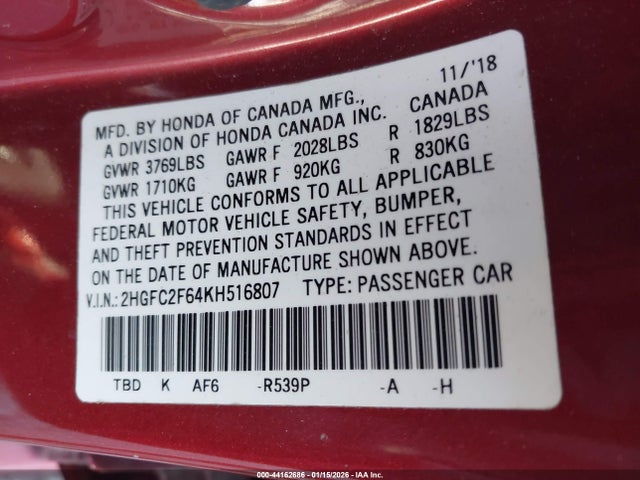 11/'18
MFD. BY HONDA OF CANADA MFG.,
A DIVISION OF HONDA CANADA INC. CANADA
GVWR 3769LBS GAWR F 2028LBS R 1829LBS
GVWR 1710KG GAWR F 920KG R 830KG
THIS VEHICLE CONFORMS TO ALL APPLICABLE
FEDERAL MOTOR VEHICLE SAFETY, BUMPER,
AND THEFT PREVENTION STANDARDS IN EFFECT
ON THE DATE OF MANUFACTURE SHOWN ABOVE.
V.I.N.: 2HGFC2F64KH516807 TYPE: PASSENGER CAR
TBD K AF6 -R539P -A -H
000-44162686 - 01/15/2026 - IAA Inc.